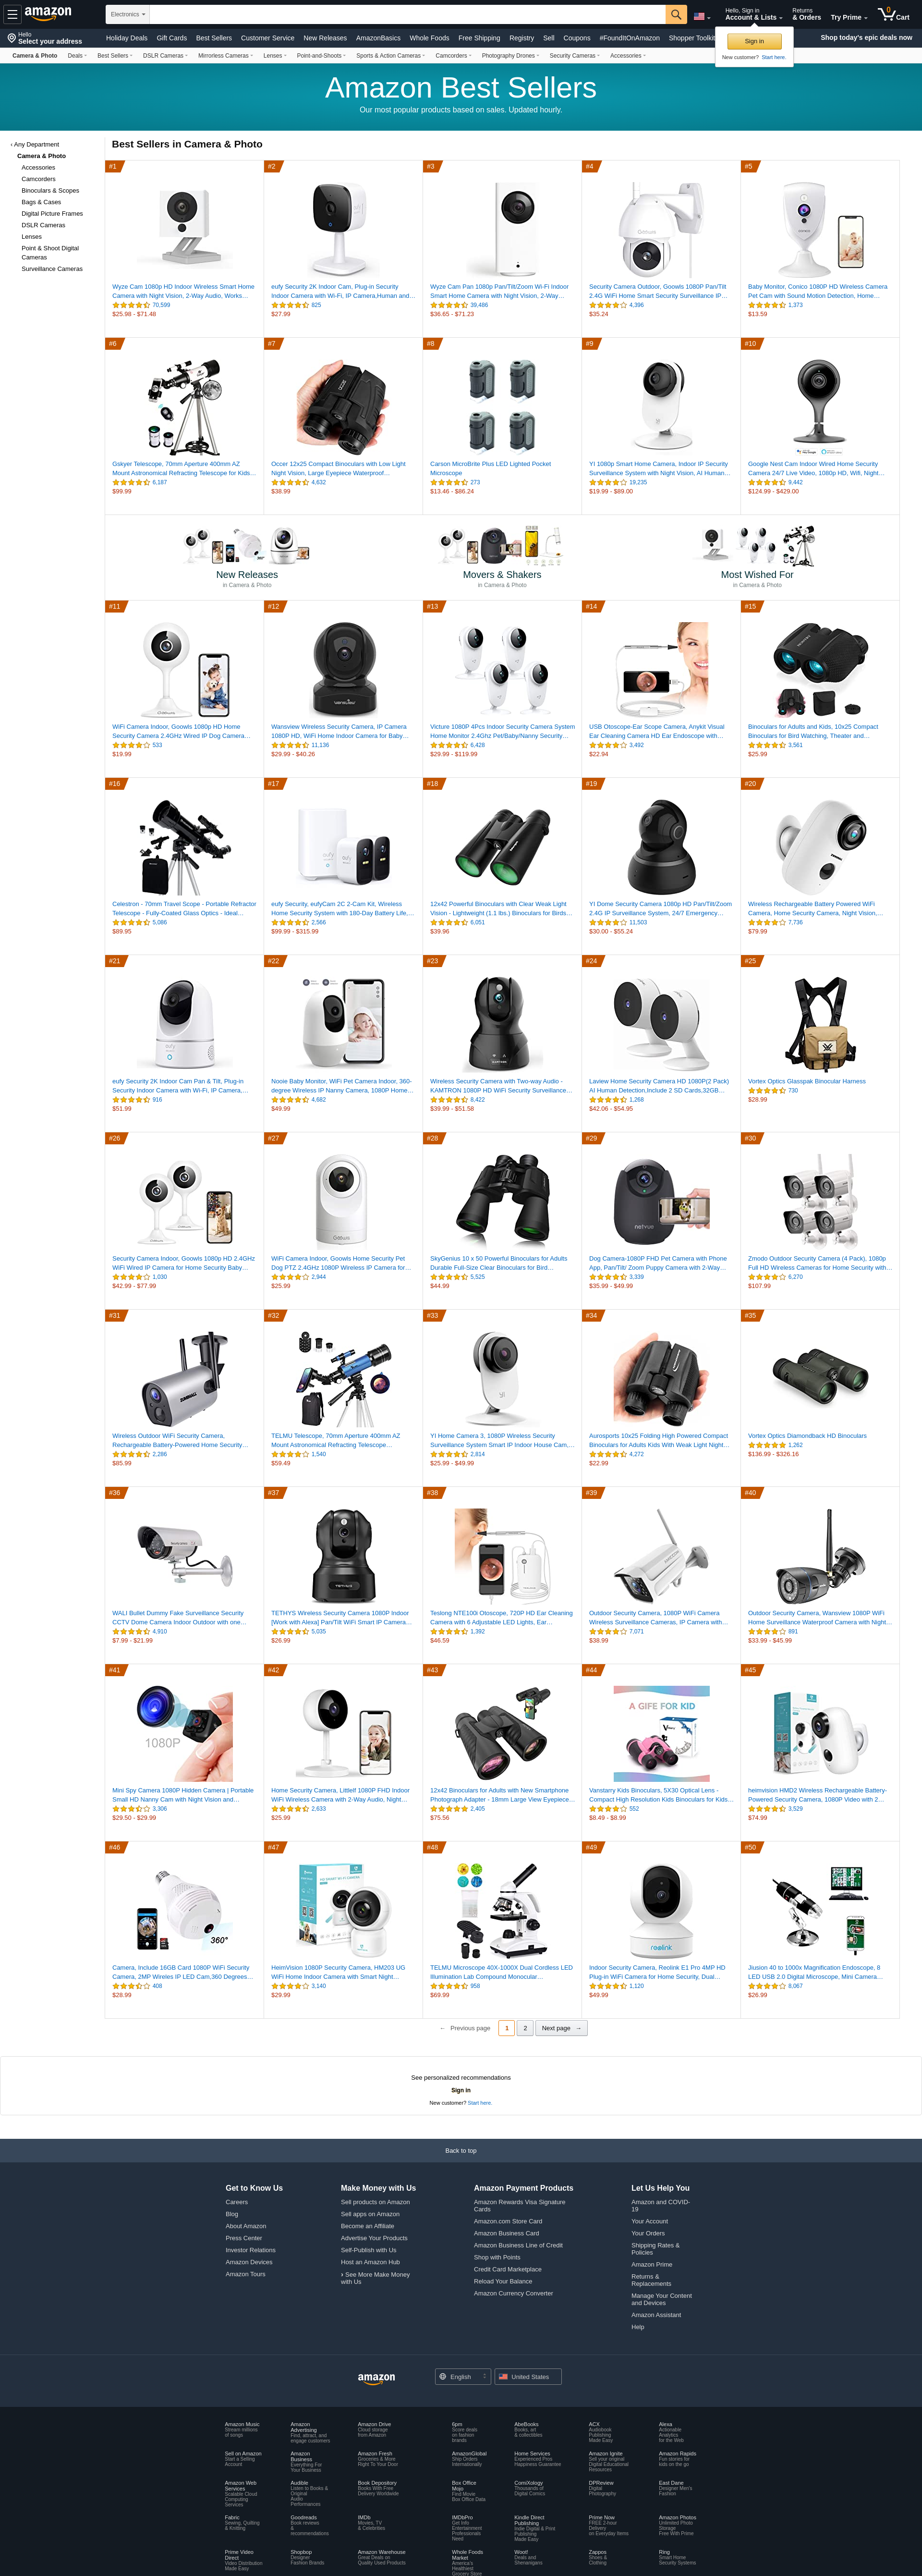 Hello
Select your address
amazon
Electronics
Hello, Sign in
Account & Lists
Returns
& Orders
Try Prime
0
Cart
Holiday Deals Gift Cards Best Sellers Customer Service New Releases AmazonBasics Whole Foods Free Shipping Registry Sell Coupons #FoundItOnAmazon Shopper Toolkit
Shop today's epic deals now
Sign in
New customer? Start here.
Camera & Photo Deals Best Sellers DSLR Cameras Mirrorless Cameras Lenses Point-and-Shoots Sports & Action Cameras Camcorders Photography Drones Security Cameras Accessories
Amazon Best Sellers
Our most popular products based on sales. Updated hourly.
‹ Any Department
Camera & Photo
Accessories
Camcorders
Binoculars & Scopes
Bags & Cases
Digital Picture Frames
DSLR Cameras
Lenses
Point & Shoot Digital
Cameras
Surveillance Cameras
Best Sellers in Camera & Photo
#1
Wyze Cam 1080p HD Indoor Wireless Smart Home
Camera with Night Vision, 2-Way Audio, Works…
70,599
$25.98 - $71.48
#2
eufy Security 2K Indoor Cam, Plug-in Security
Indoor Camera with Wi-Fi, IP Camera,Human and…
825
$27.99
#3
Wyze Cam Pan 1080p Pan/Tilt/Zoom Wi-Fi Indoor
Smart Home Camera with Night Vision, 2-Way…
39,486
$36.65 - $71.23
#4
Security Camera Outdoor, Goowls 1080P Pan/Tilt
2.4G WiFi Home Smart Security Surveillance IP…
4,396
$35.24
#5
Baby Monitor, Conico 1080P HD Wireless Camera
Pet Cam with Sound Motion Detection, Home…
1,373
$13.59
#6
Gskyer Telescope, 70mm Aperture 400mm AZ
Mount Astronomical Refracting Telescope for Kids…
6,187
$99.99
#7
Occer 12x25 Compact Binoculars with Low Light
Night Vision, Large Eyepiece Waterproof…
4,632
$38.99
#8
Carson MicroBrite Plus LED Lighted Pocket
Microscope
273
$13.46 - $86.24
#9
YI 1080p Smart Home Camera, Indoor IP Security
Surveillance System with Night Vision, AI Human…
19,235
$19.99 - $89.00
#10
Google Nest Cam Indoor Wired Home Security
Camera 24/7 Live Video, 1080p HD, Wifi, Night…
9,442
$124.99 - $429.00
New Releases
in Camera & Photo
Movers & Shakers
in Camera & Photo
Most Wished For
in Camera & Photo
#11
WiFi Camera Indoor, Goowls 1080p HD Home
Security Camera 2.4GHz Wired IP Dog Camera…
533
$19.99
#12
Wansview Wireless Security Camera, IP Camera
1080P HD, WiFi Home Indoor Camera for Baby…
11,136
$29.99 - $40.26
#13
Victure 1080P 4Pcs Indoor Security Camera System
Home Monitor 2.4Ghz Pet/Baby/Nanny Security…
6,428
$29.99 - $119.99
#14
USB Otoscope-Ear Scope Camera, Anykit Visual
Ear Cleaning Camera HD Ear Endoscope with…
3,492
$22.94
#15
Binoculars for Adults and Kids, 10x25 Compact
Binoculars for Bird Watching, Theater and…
3,561
$25.99
#16
Celestron - 70mm Travel Scope - Portable Refractor
Telescope - Fully-Coated Glass Optics - Ideal…
5,086
$89.95
#17
eufy Security, eufyCam 2C 2-Cam Kit, Wireless
Home Security System with 180-Day Battery Life,…
2,566
$99.99 - $315.99
#18
12x42 Powerful Binoculars with Clear Weak Light
Vision - Lightweight (1.1 lbs.) Binoculars for Birds…
6,051
$39.96
#19
YI Dome Security Camera 1080p HD Pan/Tilt/Zoom
2.4G IP Surveillance System, 24/7 Emergency…
11,503
$30.00 - $55.24
#20
Wireless Rechargeable Battery Powered WiFi
Camera, Home Security Camera, Night Vision,…
7,736
$79.99
#21
eufy Security 2K Indoor Cam Pan & Tilt, Plug-in
Security Indoor Camera with Wi-Fi, IP Camera,…
916
$51.99
#22
Nooie Baby Monitor, WiFi Pet Camera Indoor, 360-
degree Wireless IP Nanny Camera, 1080P Home…
4,682
$49.99
#23
Wireless Security Camera with Two-way Audio -
KAMTRON 1080P HD WiFi Security Surveillance…
8,422
$39.99 - $51.58
#24
Laview Home Security Camera HD 1080P(2 Pack)
AI Human Detection,Include 2 SD Cards,32GB…
1,268
$42.06 - $54.95
#25
Vortex Optics Glasspak Binocular Harness
730
$28.99
#26
Security Camera Indoor, Goowls 1080p HD 2.4GHz
WiFi Wired IP Camera for Home Security Baby…
1,030
$42.99 - $77.99
#27
WiFi Camera Indoor, Goowls Home Security Pet
Dog PTZ 2.4GHz 1080P Wireless IP Camera for…
2,944
$25.99
#28
SkyGenius 10 x 50 Powerful Binoculars for Adults
Durable Full-Size Clear Binoculars for Bird…
5,525
$44.99
#29
Dog Camera-1080P FHD Pet Camera with Phone
App, Pan/Tilt/ Zoom Puppy Camera with 2-Way…
3,339
$35.99 - $49.99
#30
Zmodo Outdoor Security Camera (4 Pack), 1080p
Full HD Wireless Cameras for Home Security with…
6,270
$107.99
#31
Wireless Outdoor WiFi Security Camera,
Rechargeable Battery-Powered Home Security…
2,286
$85.99
#32
TELMU Telescope, 70mm Aperture 400mm AZ
Mount Astronomical Refracting Telescope…
1,540
$59.49
#33
YI Home Camera 3, 1080P Wireless Security
Surveillance System Smart IP Indoor House Cam,…
2,814
$25.99 - $49.99
#34
Aurosports 10x25 Folding High Powered Compact
Binoculars for Adults Kids With Weak Light Night…
4,272
$22.99
#35
Vortex Optics Diamondback HD Binoculars
1,262
$136.99 - $326.16
#36
WALI Bullet Dummy Fake Surveillance Security
CCTV Dome Camera Indoor Outdoor with one…
4,910
$7.99 - $21.99
#37
TETHYS Wireless Security Camera 1080P Indoor
[Work with Alexa] Pan/Tilt WiFi Smart IP Camera…
5,035
$26.99
#38
Teslong NTE100i Otoscope, 720P HD Ear Cleaning
Camera with 6 Adjustable LED Lights, Ear…
1,392
$46.59
#39
Outdoor Security Camera, 1080P WiFi Camera
Wireless Surveillance Cameras, IP Camera with…
7,071
$38.99
#40
Outdoor Security Camera, Wansview 1080P WiFi
Home Surveillance Waterproof Camera with Night…
891
$33.99 - $45.99
#41
1080P
Mini Spy Camera 1080P Hidden Camera | Portable
Small HD Nanny Cam with Night Vision and…
3,306
$29.50 - $29.99
#42
Home Security Camera, Littlelf 1080P FHD Indoor
WiFi Wireless Camera with 2-Way Audio, Night…
2,633
$25.99
#43
12x42 Binoculars for Adults with New Smartphone
Photograph Adapter - 18mm Large View Eyepiece…
2,405
$75.56
#44
A GIFE FOR KID
Vanstarry Kids Binoculars, 5X30 Optical Lens -
Compact High Resolution Kids Binoculars for Kids…
552
$8.49 - $8.99
#45
heimvision HMD2 Wireless Rechargeable Battery-
Powered Security Camera, 1080P Video with 2…
3,529
$74.99
#46
360°
Camera, Include 16GB Card 1080P WiFi Security
Camera, 2MP Wireles IP LED Cam,360 Degrees…
408
$28.99
#47
HeimVision 1080P Security Camera, HM203 UG
WiFi Home Indoor Camera with Smart Night…
3,140
$29.99
#48
TELMU Microscope 40X-1000X Dual Cordless LED
Illumination Lab Compound Monocular…
958
$69.99
#49
reolink
Indoor Security Camera, Reolink E1 Pro 4MP HD
Plug-in WiFi Camera for Home Security, Dual…
1,120
$49.99
#50
Jiusion 40 to 1000x Magnification Endoscope, 8
LED USB 2.0 Digital Microscope, Mini Camera…
8,067
$26.99
← Previous page 1 2 Next page →
See personalized recommendations
Sign in
New customer? Start here.
Back to top
Get to Know Us
Careers
Blog
About Amazon
Press Center
Investor Relations
Amazon Devices
Amazon Tours
Make Money with Us
Sell products on Amazon
Sell apps on Amazon
Become an Affiliate
Advertise Your Products
Self-Publish with Us
Host an Amazon Hub
› See More Make Money
with Us
Amazon Payment Products
Amazon Rewards Visa Signature
Cards
Amazon.com Store Card
Amazon Business Card
Amazon Business Line of Credit
Shop with Points
Credit Card Marketplace
Reload Your Balance
Amazon Currency Converter
Let Us Help You
Amazon and COVID-
19
Your Account
Your Orders
Shipping Rates &
Policies
Amazon Prime
Returns &
Replacements
Manage Your Content
and Devices
Amazon Assistant
Help
amazon
English
United States
Amazon Music
Stream millions
of songs
Amazon
Advertising
Find, attract, and
engage customers
Amazon Drive
Cloud storage
from Amazon
6pm
Score deals
on fashion
brands
AbeBooks
Books, art
& collectibles
ACX
Audiobook
Publishing
Made Easy
Alexa
Actionable
Analytics
for the Web
Sell on Amazon
Start a Selling
Account
Amazon
Business
Everything For
Your Business
Amazon Fresh
Groceries & More
Right To Your Door
AmazonGlobal
Ship Orders
Internationally
Home Services
Experienced Pros
Happiness Guarantee
Amazon Ignite
Sell your original
Digital Educational
Resources
Amazon Rapids
Fun stories for
kids on the go
Amazon Web
Services
Scalable Cloud
Computing
Services
Audible
Listen to Books &
Original
Audio
Performances
Book Depository
Books With Free
Delivery Worldwide
Box Office
Mojo
Find Movie
Box Office Data
ComiXology
Thousands of
Digital Comics
DPReview
Digital
Photography
East Dane
Designer Men's
Fashion
Fabric
Sewing, Quilting
& Knitting
Goodreads
Book reviews
&
recommendations
IMDb
Movies, TV
& Celebrities
IMDbPro
Get Info
Entertainment
Professionals
Need
Kindle Direct
Publishing
Indie Digital & Print
Publishing
Made Easy
Prime Now
FREE 2-hour
Delivery
on Everyday Items
Amazon Photos
Unlimited Photo
Storage
Free With Prime
Prime Video
Direct
Video Distribution
Made Easy
Shopbop
Designer
Fashion Brands
Amazon Warehouse
Great Deals on
Quality Used Products
Whole Foods
Market
America's
Healthiest
Grocery Store
Woot!
Deals and
Shenanigans
Zappos
Shoes &
Clothing
Ring
Smart Home
Security Systems